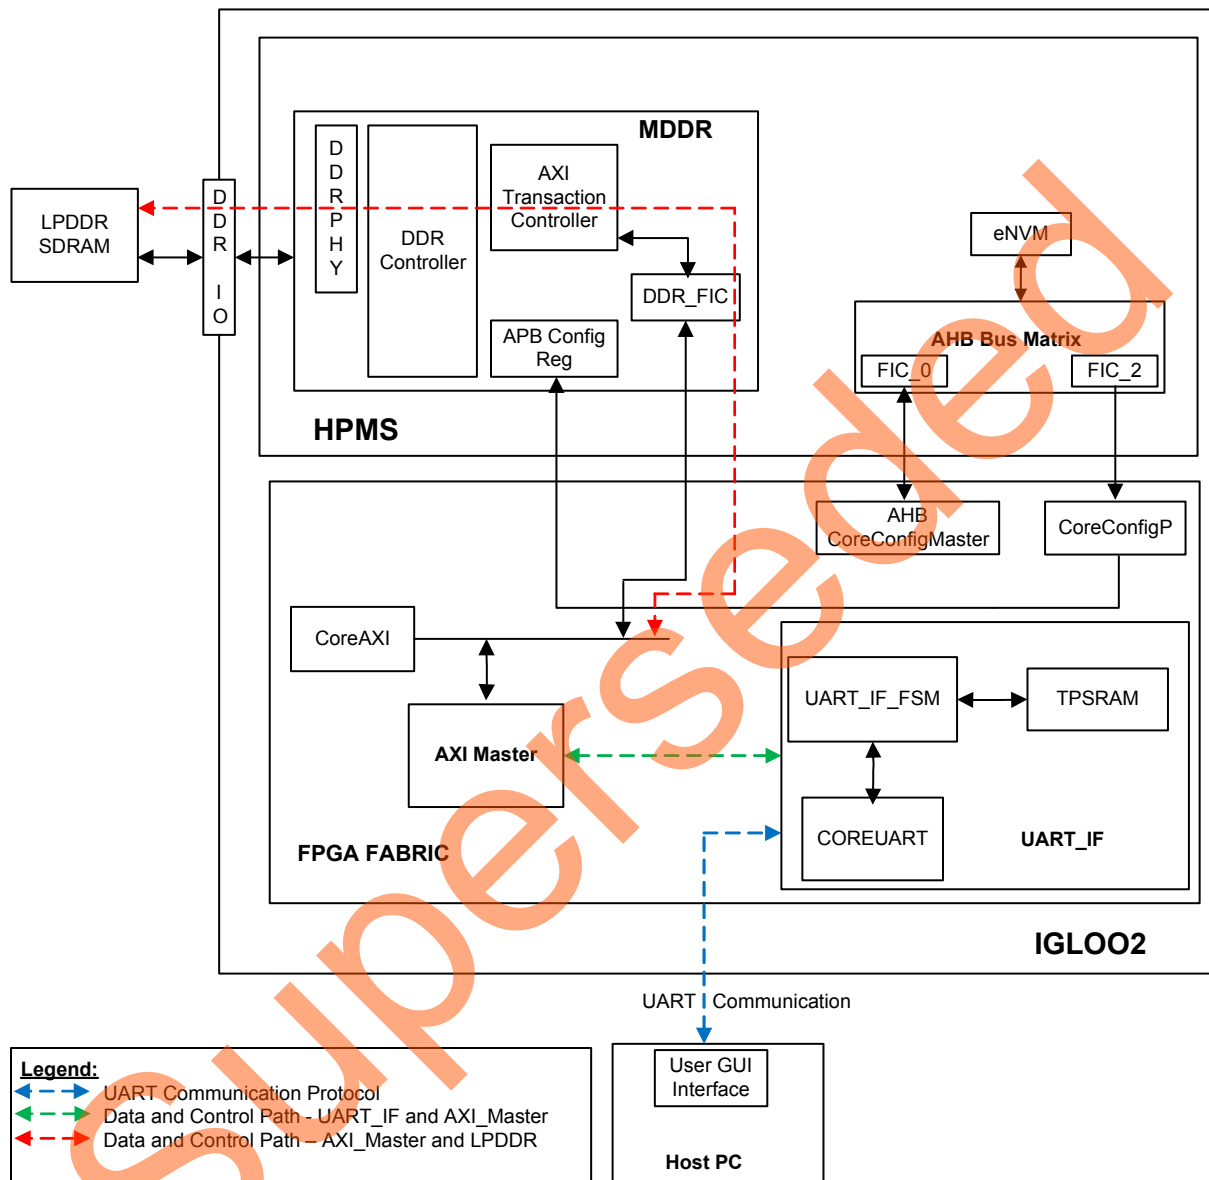 MDDR
D
D
R
P
H
Y
DDR
Controller
AXI
Transaction
Controller
DDR_FIC
APB Config
Reg
HPMS
LPDDR
SDRAM
D
D
R
IO
eNVM
AHB Bus Matrix
FIC_0
FIC_2
AHB
CoreConfigMaster
CoreConfigP
CoreAXI
AXI Master
UART_IF_FSM
TPSRAM
COREUART
UART_IF
FPGA FABRIC
IGLOO2
UART Communication
User GUI
Interface
Host PC
Legend:
UART Communication Protocol
Data and Control Path - UART_IF and AXI_Master
Data and Control Path – AXI_Master and LPDDR
Superseded